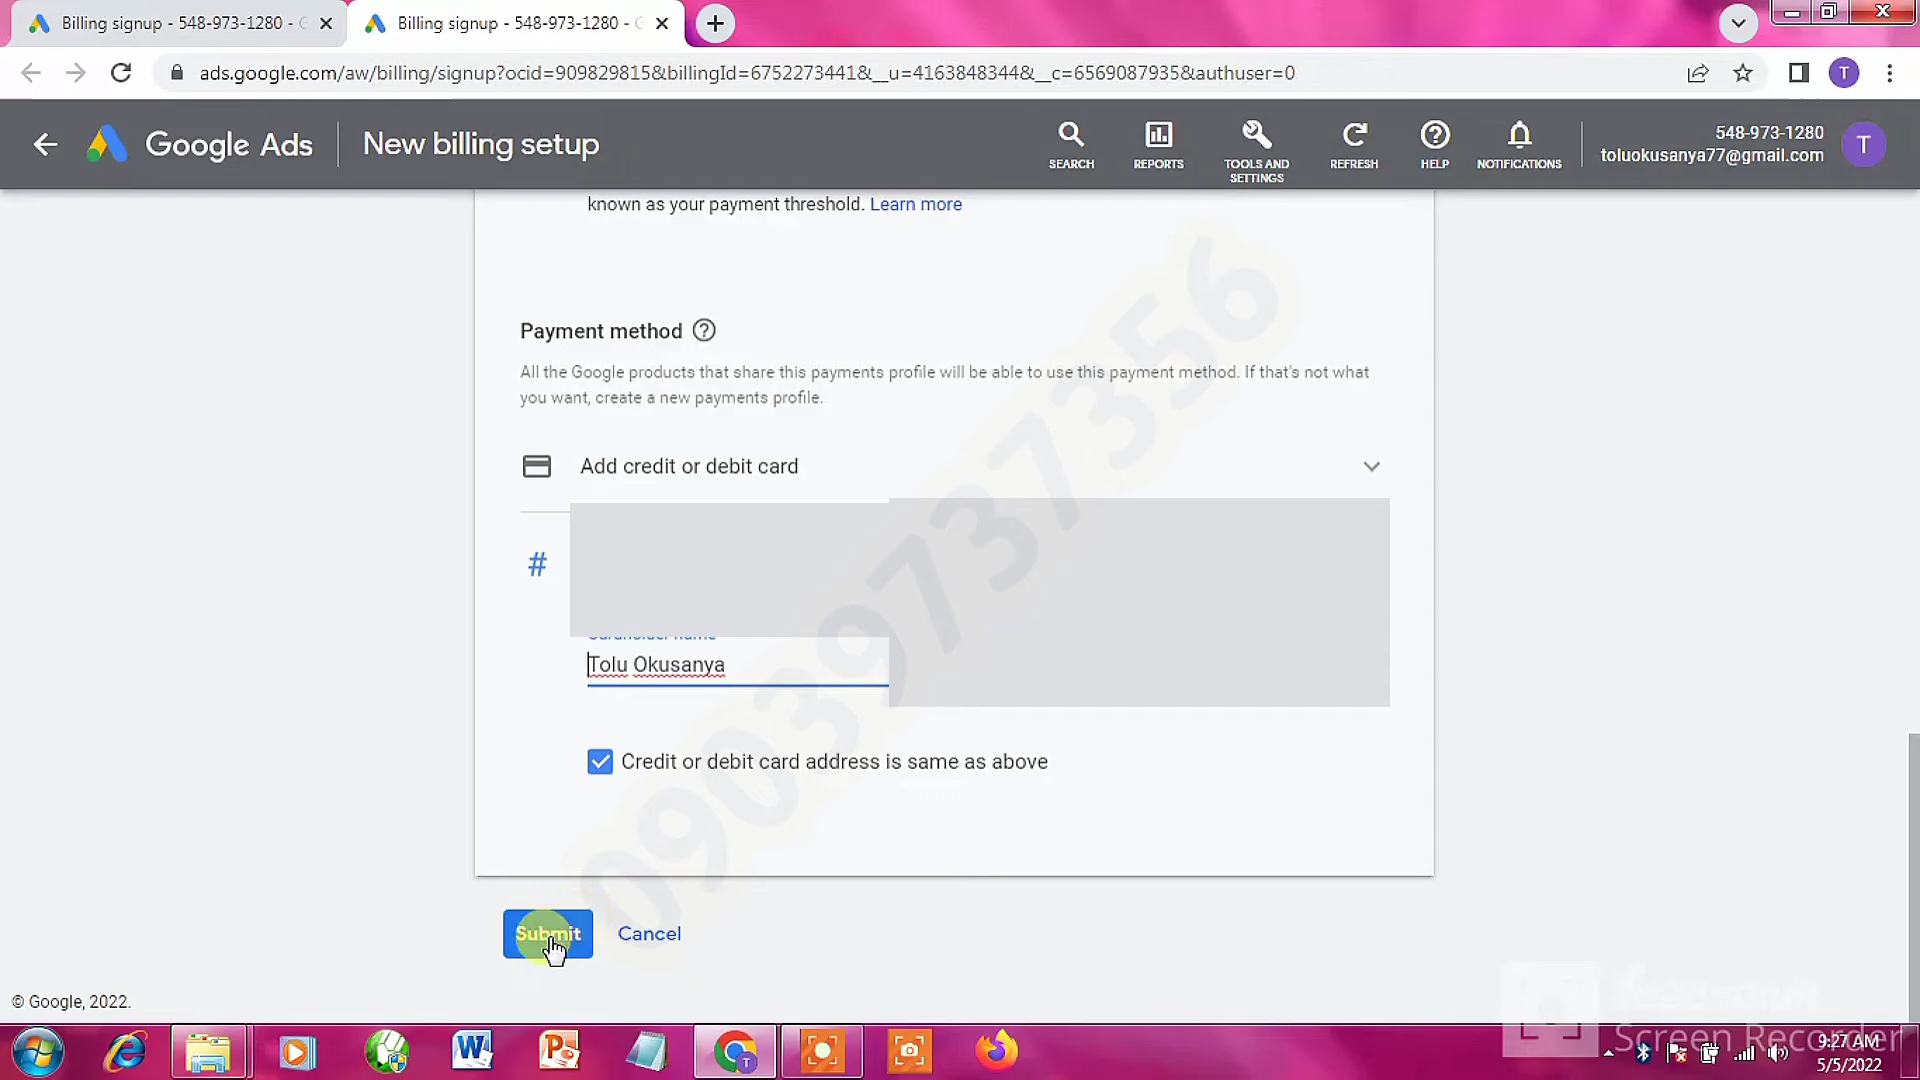 Billing signup - 548-973-1280 - G
Billing signup - 548-973-1280 - G
ads.google.com/aw/billing/signup?ocid=909829815&billingId=6752273441&__u=4163848344&__c=6569087935&authuser=0
T
Google Ads
New billing setup
SEARCH
REPORTS
TOOLS AND
SETTINGS
REFRESH
HELP
NOTIFICATIONS
548-973-1280
toluokusanya77@gmail.com
T
known as your payment threshold. Learn more
Payment method
All the Google products that share this payments profile will be able to use this payment method. If that's not what
you want, create a new payments profile.
Add credit or debit card
#
Cardholder name
Tolu Okusanya
Credit or debit card address is same as above
09039797356
Submit
Cancel
© Google, 2022.
Screen Recorder
9:27 AM
5/5/2022